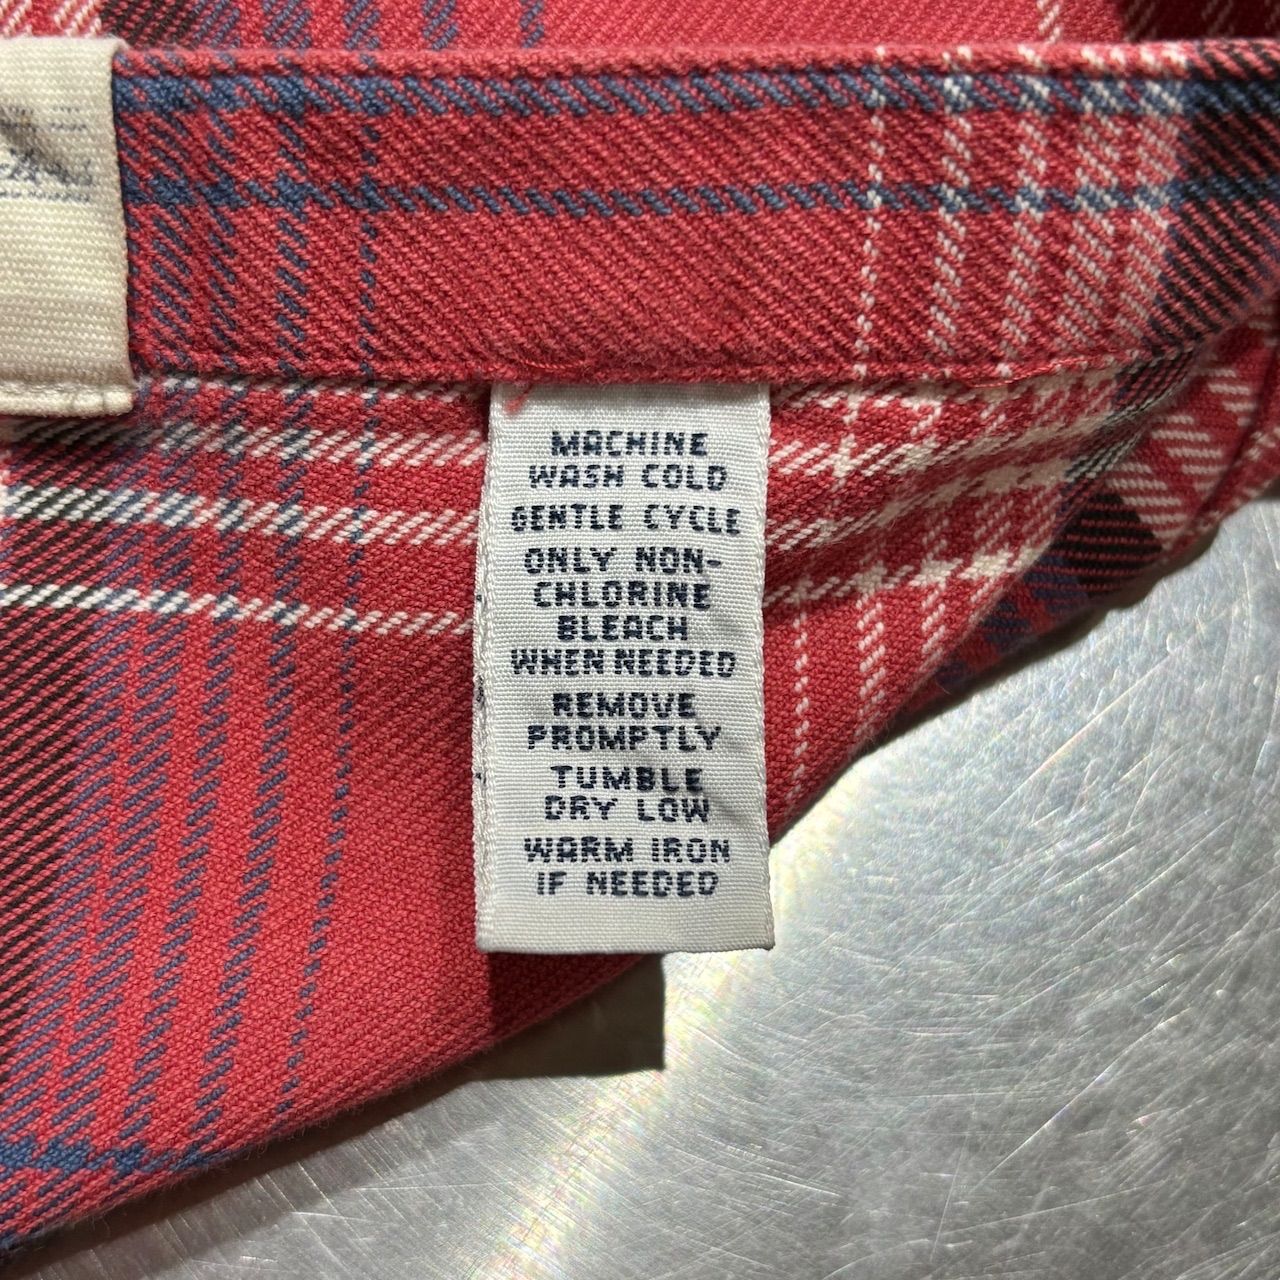 MACHINE
WASH COLD
GENTLE CYCLE
ONLY NON-
CHLORINE
BLEACH
WHEN NEEDED
REMOVE
PROMPTLY
TUMBLE
DRY LOW
WARM IRON
IF NEEDED